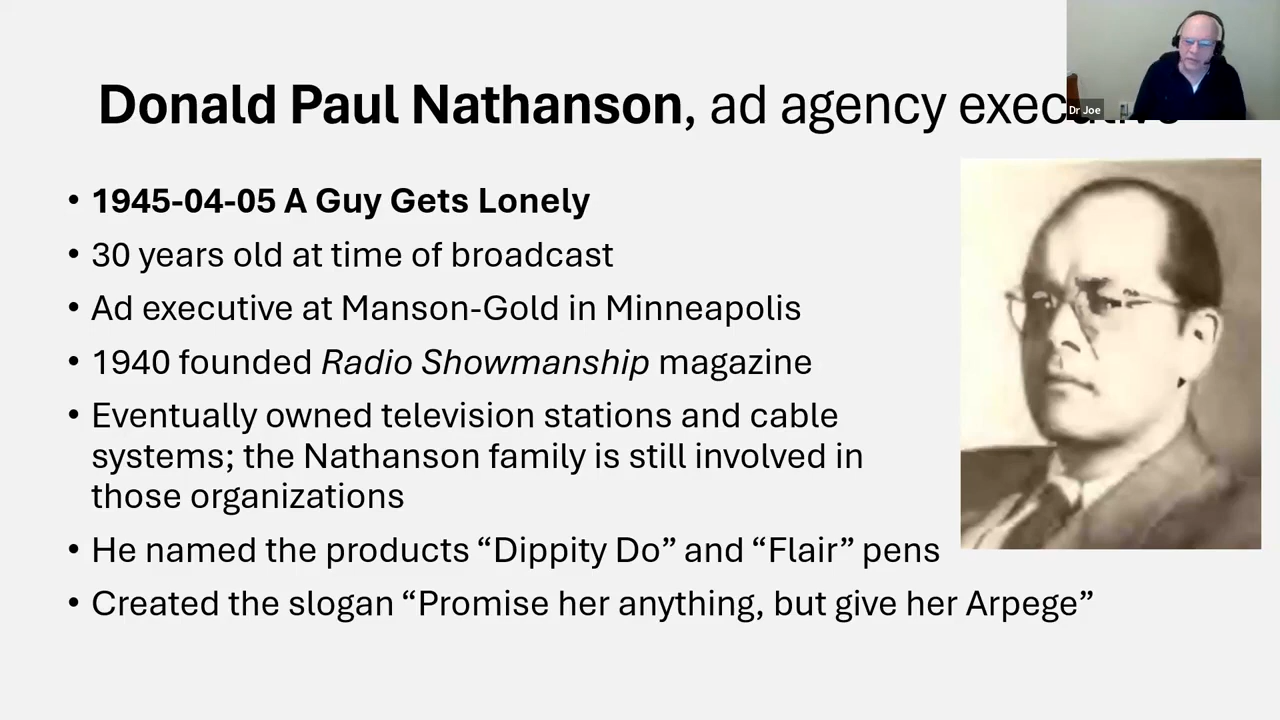 Donald Paul Nathanson, ad agency executive
Dr Joe
• 1945-04-05 A Guy Gets Lonely
• 30 years old at time of broadcast
• Ad executive at Manson-Gold in Minneapolis
• 1940 founded Radio Showmanship magazine
• Eventually owned television stations and cable
systems; the Nathanson family is still involved in
those organizations
• He named the products “Dippity Do” and “Flair” pens
• Created the slogan “Promise her anything, but give her Arpege”